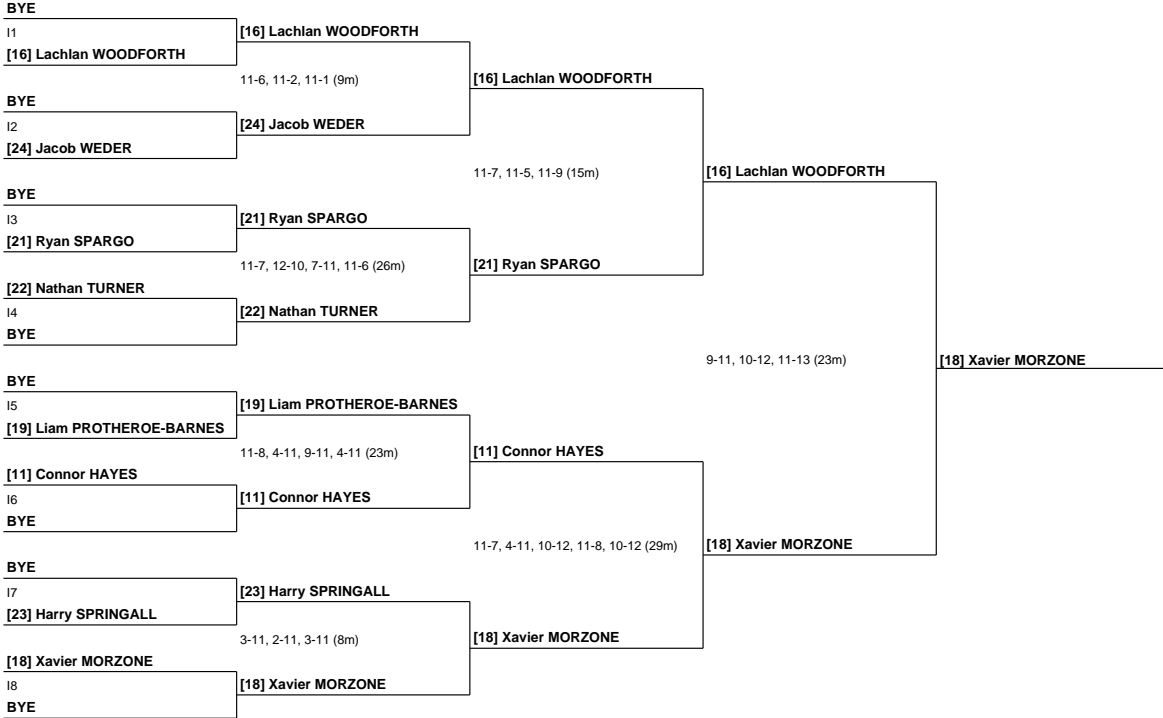 BYE
I1
[16] Lachlan WOODFORTH
[16] Lachlan WOODFORTH
11-6, 11-2, 11-1 (9m)
[16] Lachlan WOODFORTH
BYE
I2
[24] Jacob WEDER
[24] Jacob WEDER
11-7, 11-5, 11-9 (15m)
[16] Lachlan WOODFORTH
BYE
I3
[21] Ryan SPARGO
[21] Ryan SPARGO
11-7, 12-10, 7-11, 11-6 (26m)
[21] Ryan SPARGO
[22] Nathan TURNER
I4
BYE
[22] Nathan TURNER
9-11, 10-12, 11-13 (23m)
[18] Xavier MORZONE
BYE
I5
[19] Liam PROTHEROE-BARNES
[19] Liam PROTHEROE-BARNES
11-8, 4-11, 9-11, 4-11 (23m)
[11] Connor HAYES
[11] Connor HAYES
I6
BYE
[11] Connor HAYES
11-7, 4-11, 10-12, 11-8, 10-12 (29m)
[18] Xavier MORZONE
BYE
I7
[23] Harry SPRINGALL
[23] Harry SPRINGALL
3-11, 2-11, 3-11 (8m)
[18] Xavier MORZONE
[18] Xavier MORZONE
I8
BYE
[18] Xavier MORZONE